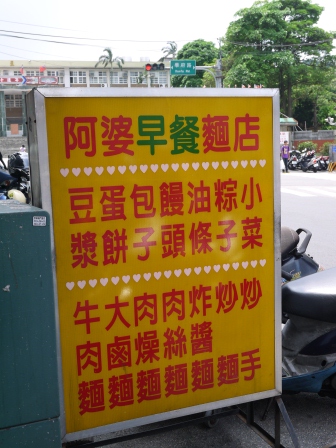 阿婆早餐麵店
豆蛋包饅油粽小
漿餅子頭條子菜
牛大肉肉炸炒炒
肉鹵燥絲醬
麵麵麵麵麵麵手